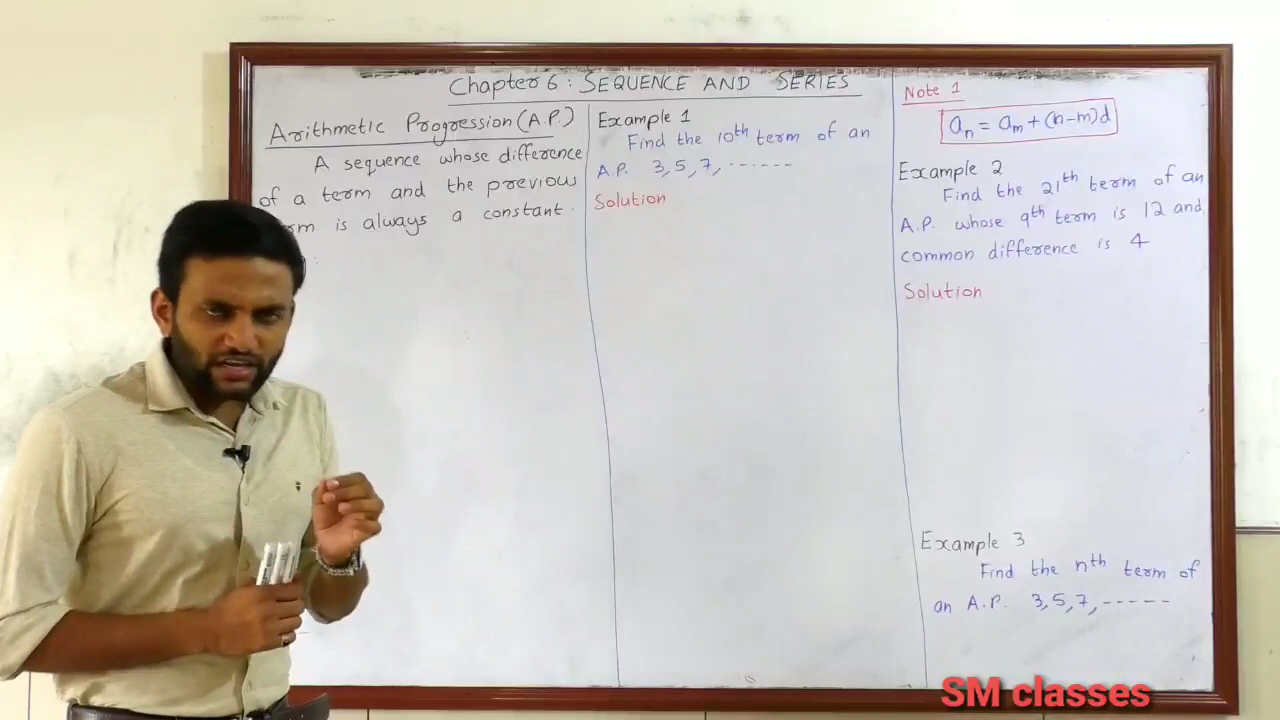 Chapter 6 : SEQUENCE AND SERIES
Arithmetic Progression (A.P.)
A sequence whose difference
of a term and the previous
is always a constant.
Example 1
Find the 10th term of an
A.P. 3, 5, 7, .......
Solution
Note 1
an = am + (n-m)d
Example 2
Find the 21th term of an
A.P. whose 9th term is 12 and
common difference is 4
Solution
Example 3
Find the nth term of
an A.P. 3, 5, 7, -----
SM classes